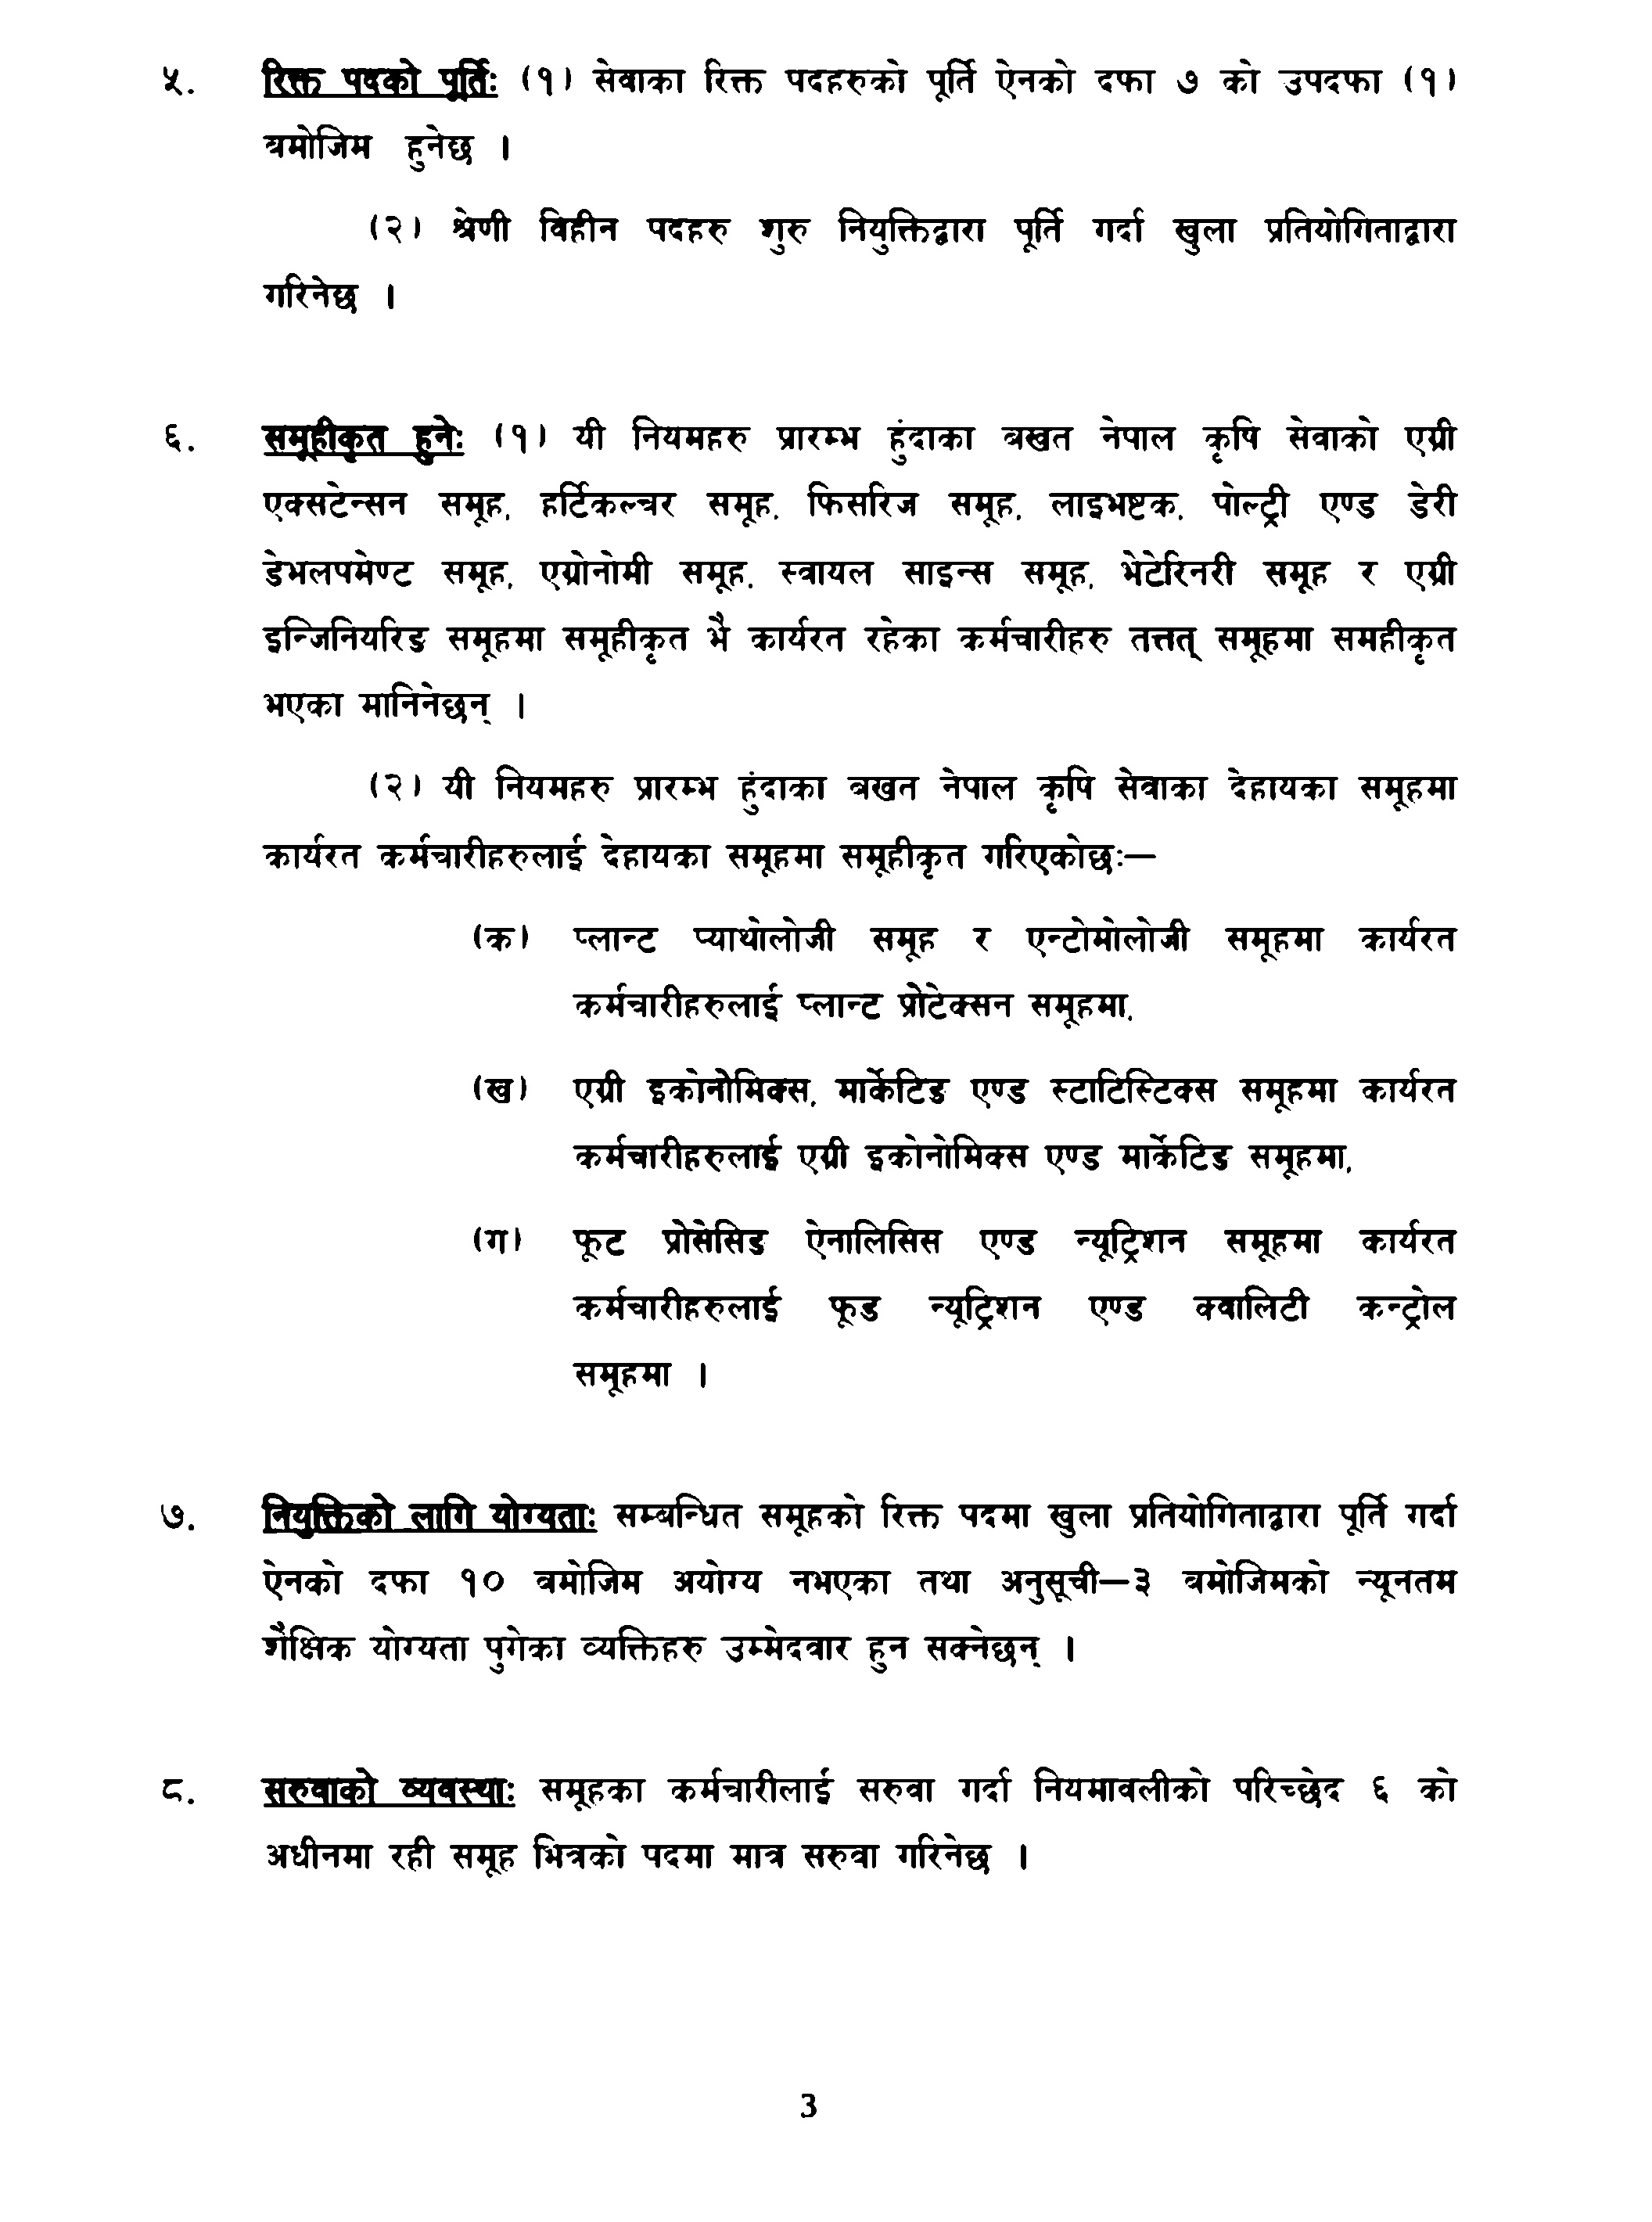 ५. रिक्त पदको पूर्तिः (१) सेवाका रिक्त पदहरुको पूर्ति ऐनको दफा ७ को उपदफा (१)
बमोजिम हुनेछ ।
(२) श्रेणी विहीन पदहरु शुरु नियुक्तिद्वारा पूर्ति गर्दा खुला प्रतियोगिताद्वारा
गरिनेछ ।
६. समूहीकृत हुनेः (१) यी नियमहरु प्रारम्भ हुंदाका बखत नेपाल कृषि सेवाको एग्री
एक्सटेन्सन समूह, हर्टिकल्चर समूह, फिसरिज समूह, लाइभष्टक, पोल्ट्री एण्ड डेरी
डेभलपमेण्ट समूह, एग्रोनोमी समूह, स्वायल साइन्स समूह, भेटेरिनरी समूह र एग्री
इन्जिनियरिङ समूहमा समूहीकृत भै कार्यरत रहेका कर्मचारीहरु तत्तत् समूहमा समहीकृत
भएका मानिनेछन् ।
(२) यी नियमहरु प्रारम्भ हुंदाका बखत नेपाल कृषि सेवाका देहायका समूहमा
कार्यरत कर्मचारीहरुलाई देहायका समूहमा समूहीकृत गरिएकोछः—
(क) प्लान्ट प्याथोलोजी समूह र एन्टोमोलोजी समूहमा कार्यरत
कर्मचारीहरुलाई प्लान्ट प्रोटेक्सन समूहमा,
(ख) एग्री इकोनोमिक्स, मार्केटिङ एण्ड स्टाटिस्टिक्स समूहमा कार्यरत
कर्मचारीहरुलाई एग्री इकोनोमिक्स एण्ड मार्केटिङ समूहमा,
(ग) फूट प्रोसेसिङ ऐनालिसिस एण्ड न्यूट्रिशन समूहमा कार्यरत
कर्मचारीहरुलाई फूड न्यूट्रिशन एण्ड क्वालिटी कन्ट्रोल
समूहमा ।
७. नियुक्तिको लागि योग्यताः सम्बन्धित समूहको रिक्त पदमा खुला प्रतियोगिताद्वारा पूर्ति गर्दा
ऐनको दफा १० बमोजिम अयोग्य नभएका तथा अनुसूची—३ बमोजिमको न्यूनतम
शैक्षिक योग्यता पुगेका व्यक्तिहरु उम्मेदवार हुन सक्नेछन् ।
८. सरुवाको व्यवस्थाः समूहका कर्मचारीलाई सरुवा गर्दा नियमावलीको परिच्छेद ६ को
अधीनमा रही समूह भित्रको पदमा मात्र सरुवा गरिनेछ ।
3